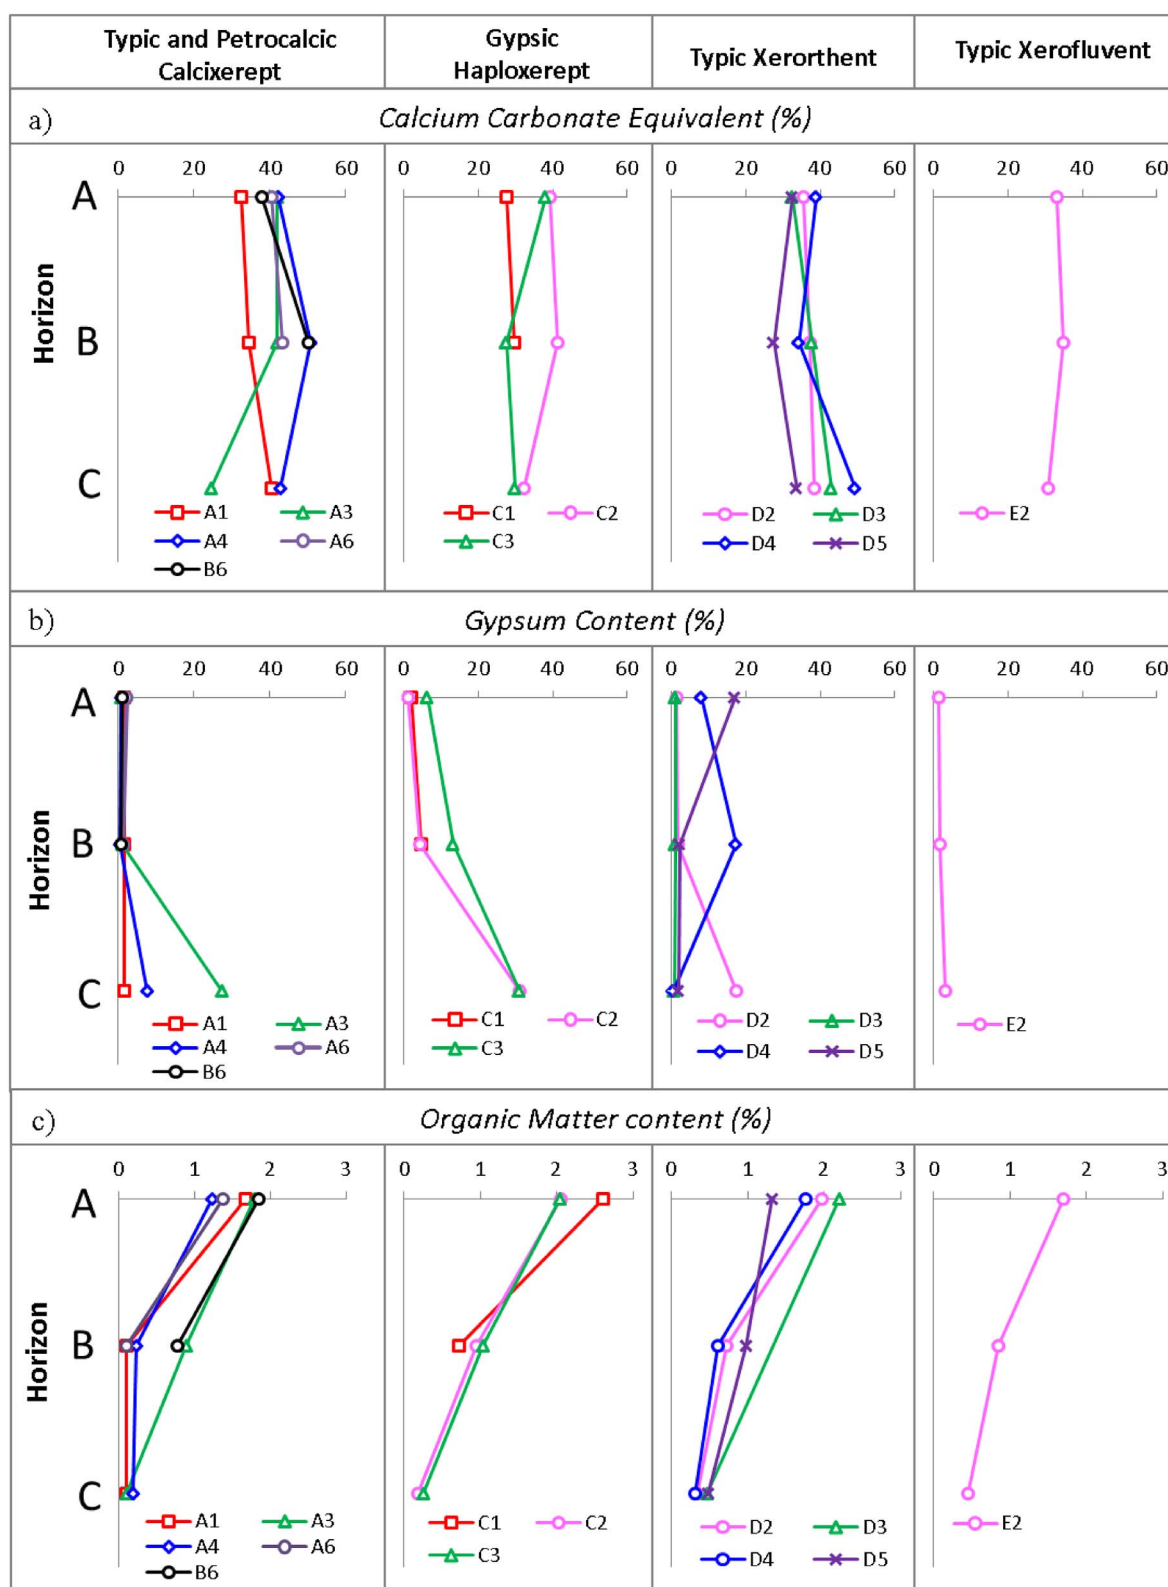 Typic and Petrocalcic
Calcixerept
Gypsic
Haploxerept
Typic Xerorthent
Typic Xerofluvent
a)
Calcium Carbonate Equivalent (%)
0 20 40 60
0 20 40 60
0 20 40 60
0 20 40 60
Horizon
A
B
C
A1 A3
A4 A6
B6
C1 C2
C3
D2 D3
D4 D5
E2
b)
Gypsum Content (%)
0 20 40 60
0 20 40 60
0 20 40 60
0 20 40 60
Horizon
A
B
C
A1 A3
A4 A6
B6
C1 C2
C3
D2 D3
D4 D5
E2
c)
Organic Matter content (%)
0 1 2 3
0 1 2 3
0 1 2 3
0 1 2 3
Horizon
A
B
C
A1 A3
A4 A6
B6
C1 C2
C3
D2 D3
D4 D5
E2